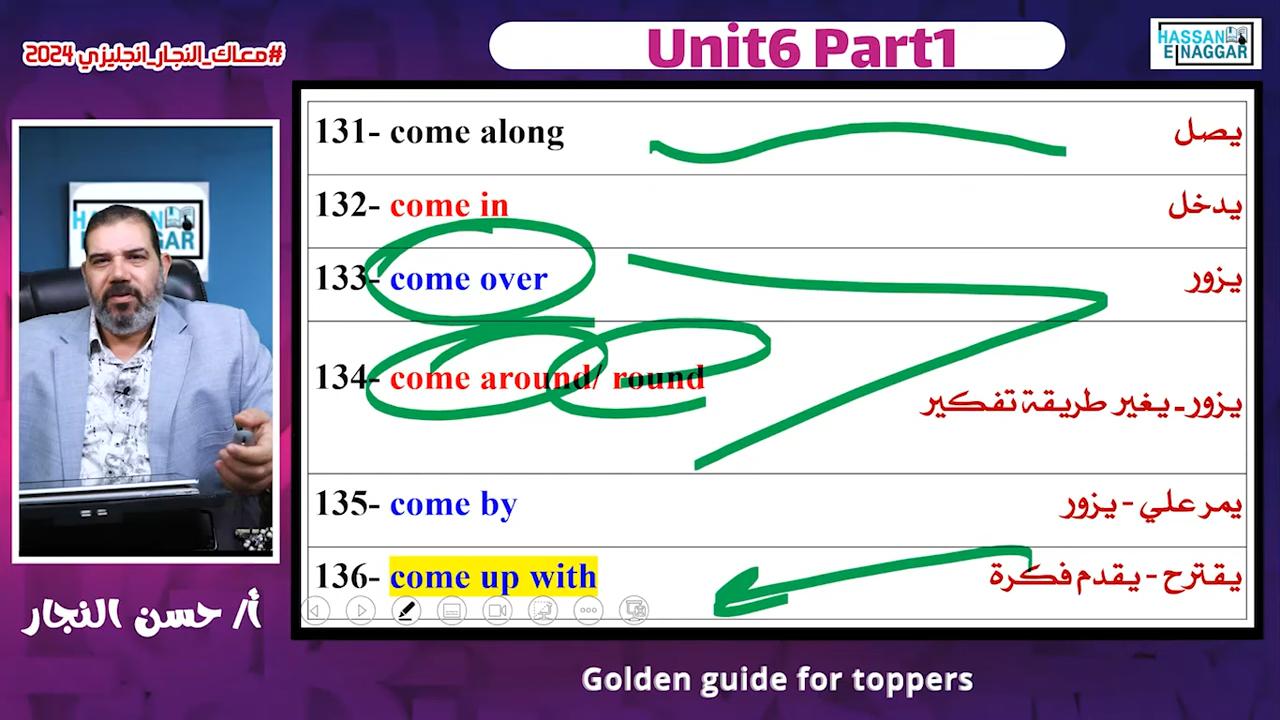 #معاك_النجار_انجليزي 2024
Unit6 Part1
HASSAN
ElNAGGAR
131- come along يصل
132- come in يدخل
133- come over يزور
134- come around/ round يزور - يغير طريقة تفكير
135- come by يمر علي - يزور
136- come up with يقترح - يقدم فكرة
أ/ حسن النجار
Golden guide for toppers